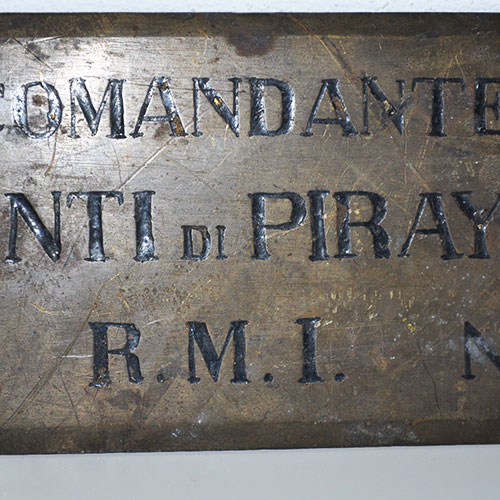 COMANDANTE
NTI DI PIRAY
R.M.I. N